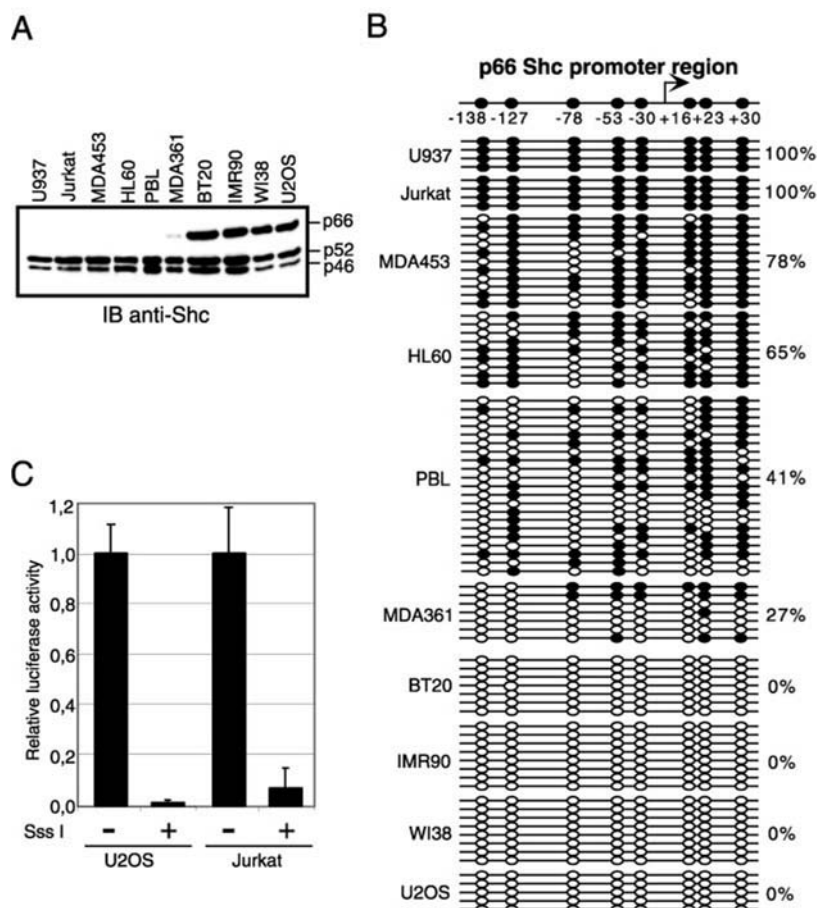 A
U937
Jurkat
MDA453
HL60
PBL
MDA361
BT20
IMR90
WI38
U2OS
p66
p52
p46
IB anti-Shc
B
p66 Shc promoter region
-138 -127 -78 -53 -30 +16 +23 +30
U937 100%
Jurkat 100%
MDA453 78%
HL60 65%
PBL 41%
MDA361 27%
BT20 0%
IMR90 0%
WI38 0%
U2OS 0%
C
Relative luciferase activity
1,2
1,0
0,8
0,6
0,4
0,2
0,0
Sss I - + - +
U2OS Jurkat